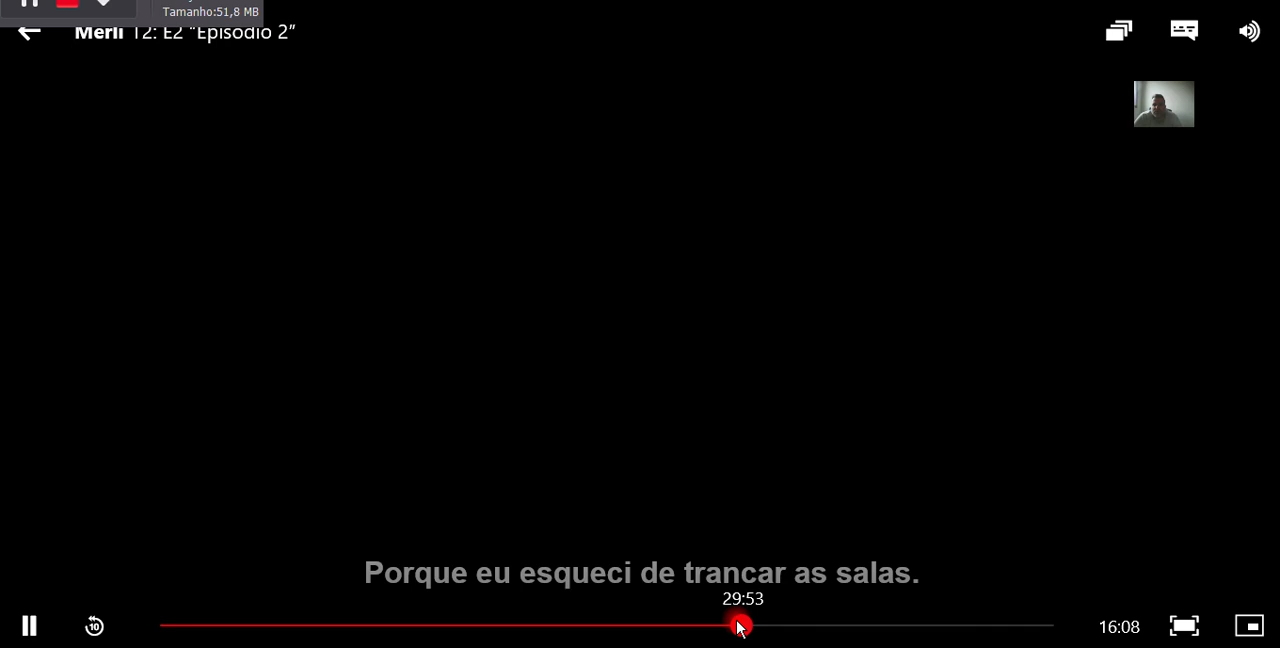 Tamanho:51,8 MB
Merlí T2: E2 "Episódio 2"
Porque eu esqueci de trancar as salas.
29:53
10
16:08